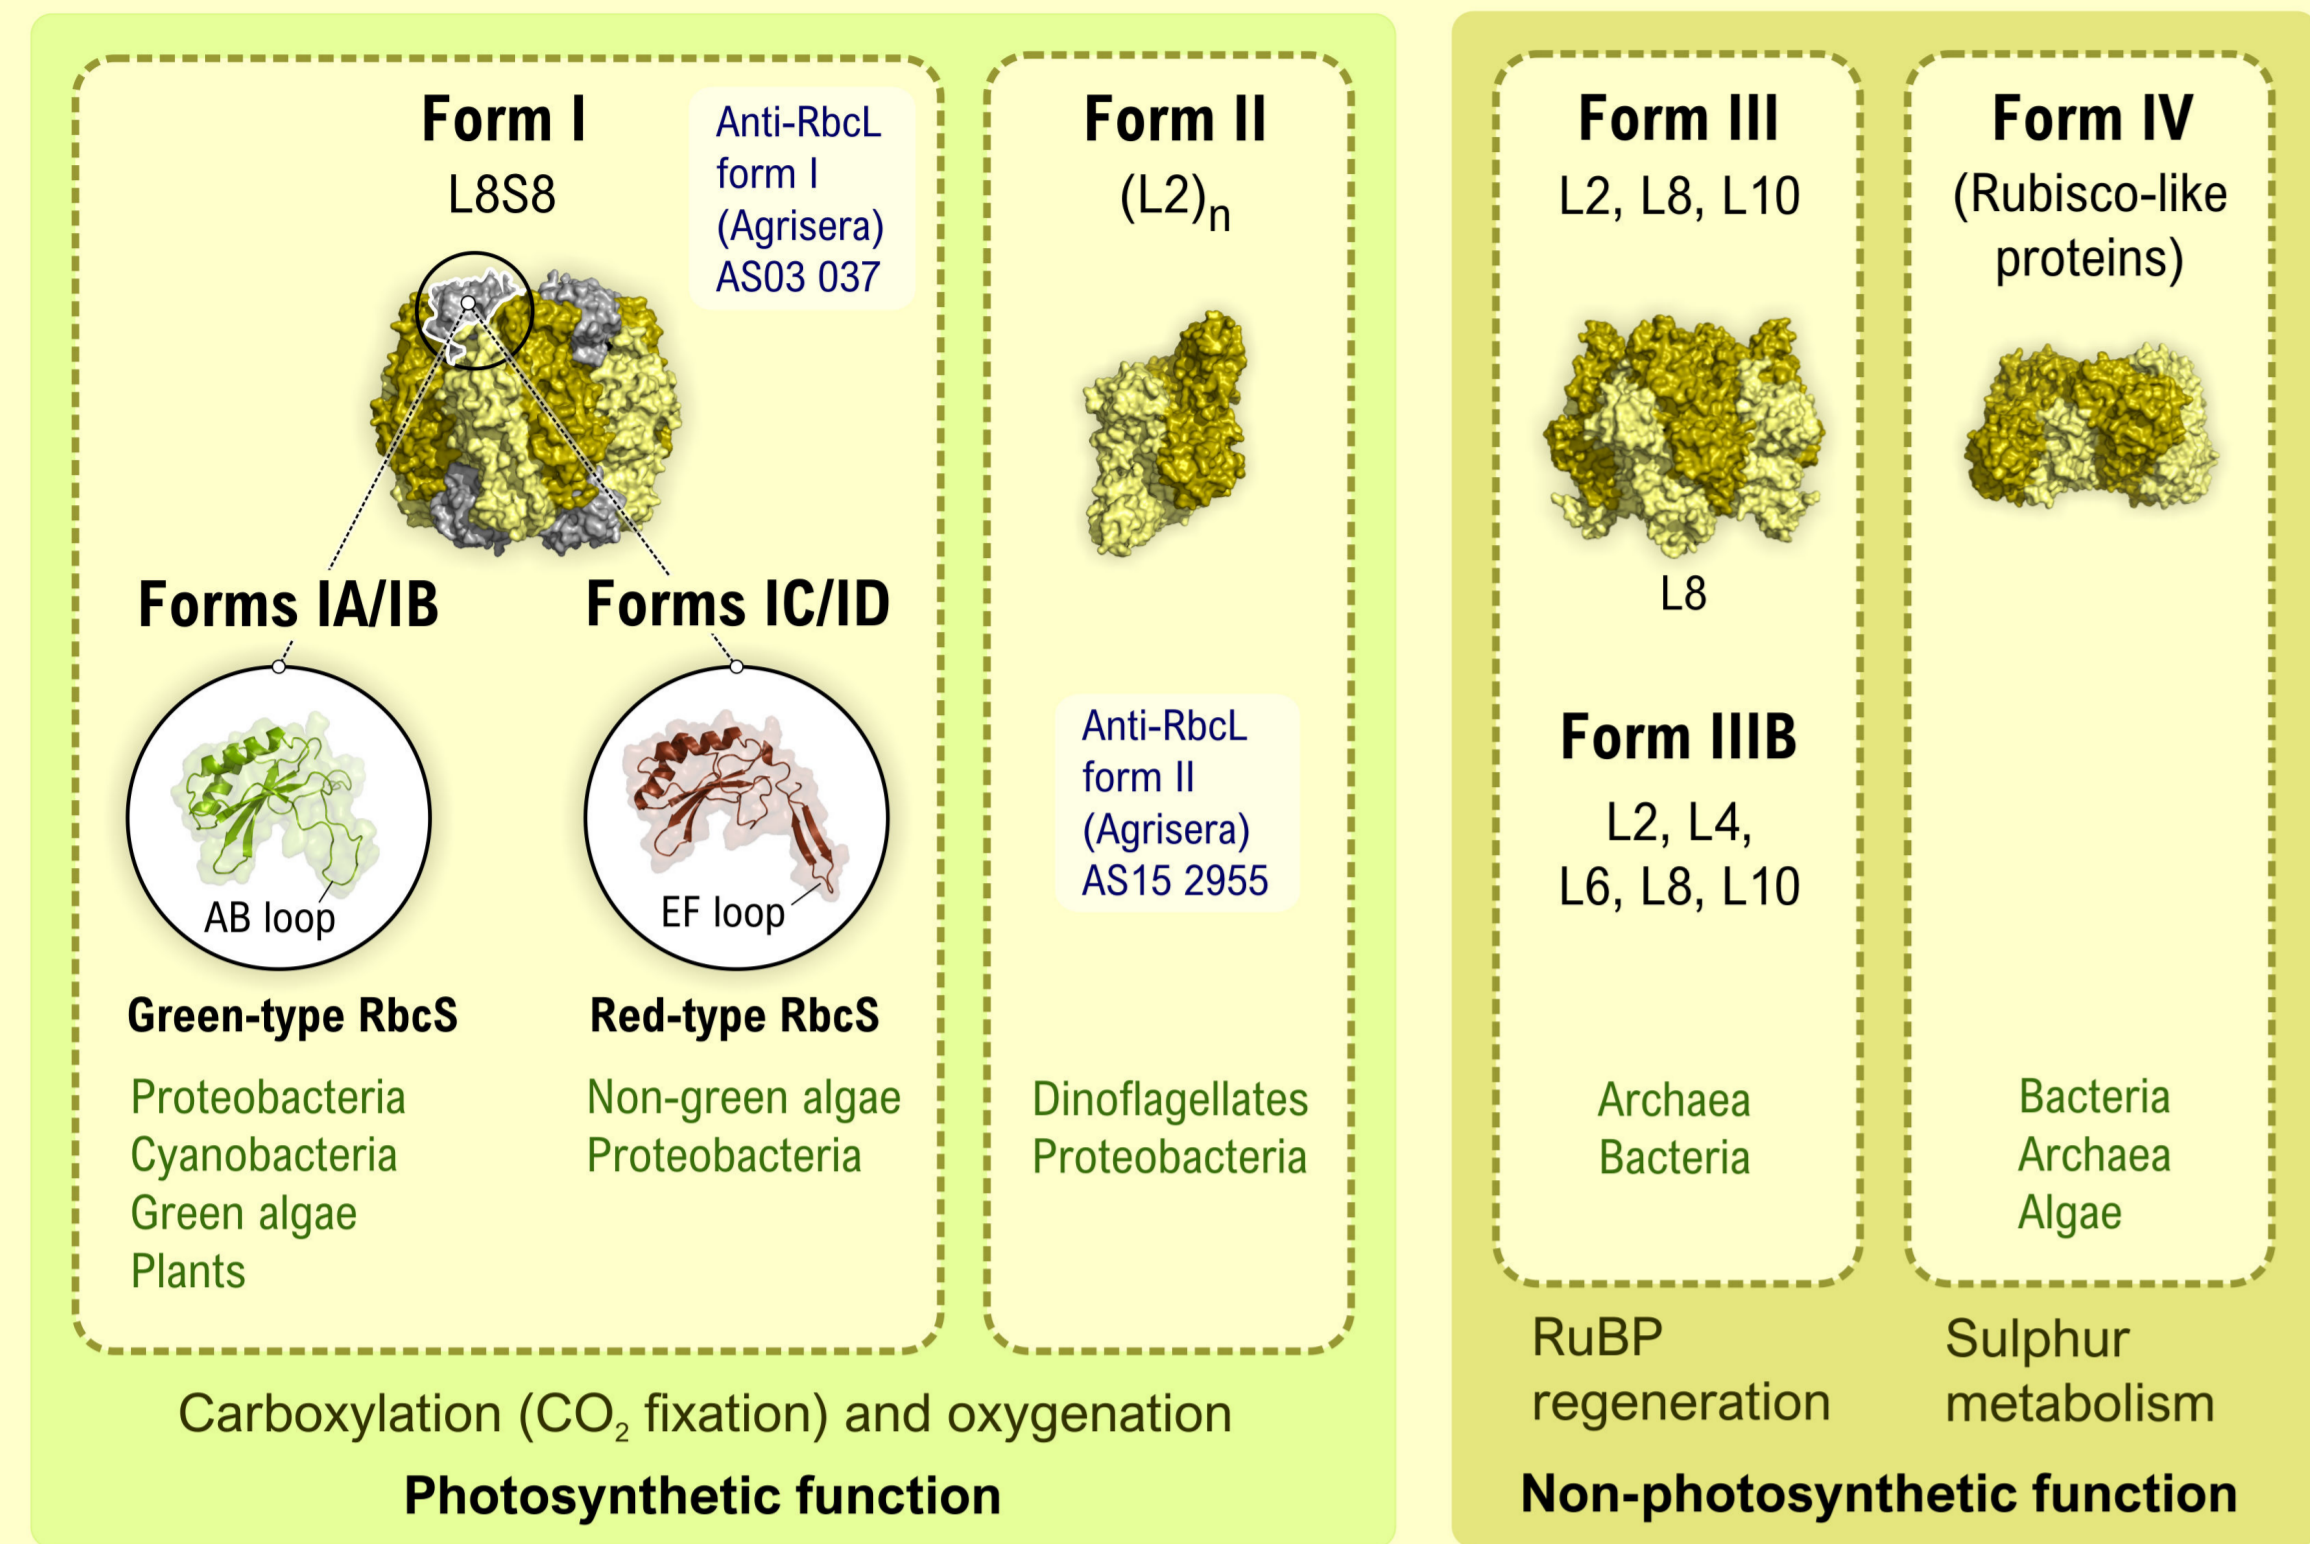 Form I
L8S8
Anti-RbcL
form I
(Agrisera)
AS03 037
Forms IA/IB
AB loop
Green-type RbcS
Proteobacteria
Cyanobacteria
Green algae
Plants
Forms IC/ID
EF loop
Red-type RbcS
Non-green algae
Proteobacteria
Form II
(L2)n
Anti-RbcL
form II
(Agrisera)
AS15 2955
Dinoflagellates
Proteobacteria
Carboxylation (CO₂ fixation) and oxygenation
Photosynthetic function
Form III
L2, L8, L10
L8
Form IIIB
L2, L4,
L6, L8, L10
Archaea
Bacteria
RuBP
regeneration
Form IV
(Rubisco-like
proteins)
Bacteria
Archaea
Algae
Sulphur
metabolism
Non-photosynthetic function